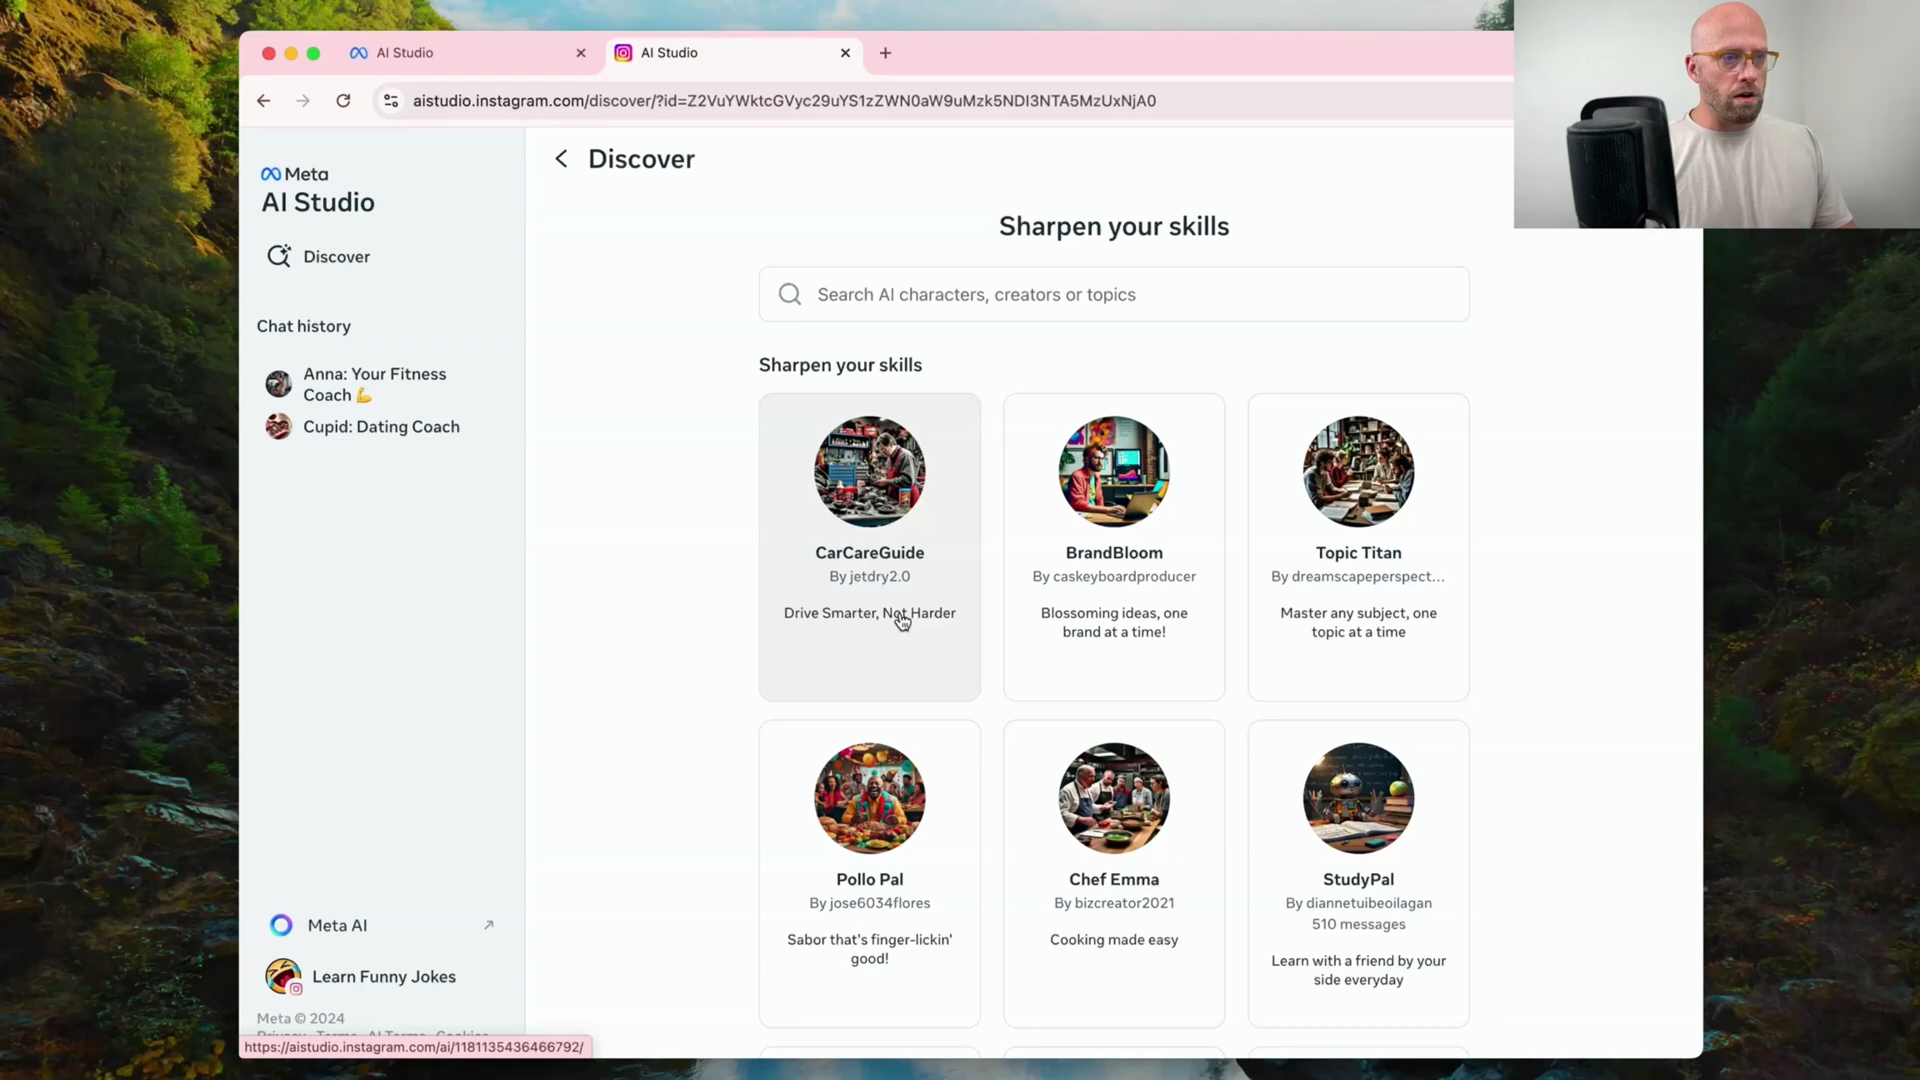 AI Studio
AI Studio
aistudio.instagram.com/discover/?id=Z2VuYWktcGVyc29uYS1zZWN0aW9uMzk5NDI3NTA5MzUxNjA0
Meta
AI Studio
Discover
Chat history
Anna: Your Fitness
Coach 💪
Cupid: Dating Coach
Meta AI
Learn Funny Jokes
Meta © 2024
Privacy Terms AI Terms Cookies
https://aistudio.instagram.com/ai/1181135436466792/
Discover
Sharpen your skills
Search AI characters, creators or topics
Sharpen your skills
CarCareGuide
By jetdry2.0
Drive Smarter, Not Harder
BrandBloom
By caskeyboardproducer
Blossoming ideas, one
brand at a time!
Topic Titan
By dreamscapeperspect...
Master any subject, one
topic at a time
Pollo Pal
By jose6034flores
Sabor that's finger-lickin'
good!
Chef Emma
By bizcreator2021
Cooking made easy
StudyPal
By diannetuibeoilagan
510 messages
Learn with a friend by your
side everyday